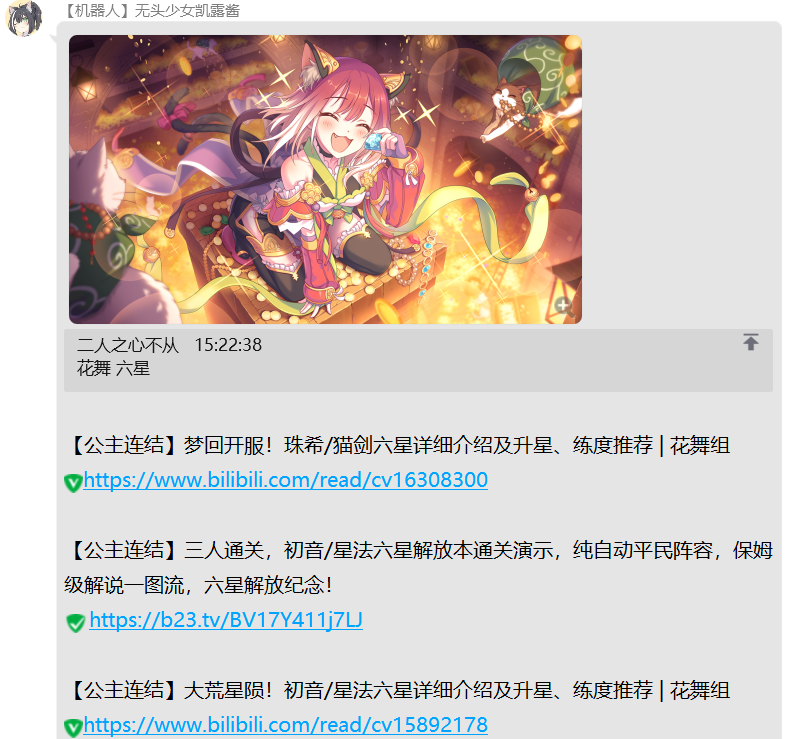 【机器人】无头少女凯露酱
二人之心不从 15:22:38
花舞 六星
【公主连结】梦回开服！珠希/猫剑六星详细介绍及升星、练度推荐 | 花舞组
https://www.bilibili.com/read/cv16308300
【公主连结】三人通关，初音/星法六星解放本通关演示，纯自动平民阵容，保姆
级解说一图流，六星解放纪念！
https://b23.tv/BV17Y411j7LJ
【公主连结】大荒星陨！初音/星法六星详细介绍及升星、练度推荐 | 花舞组
https://www.bilibili.com/read/cv15892178